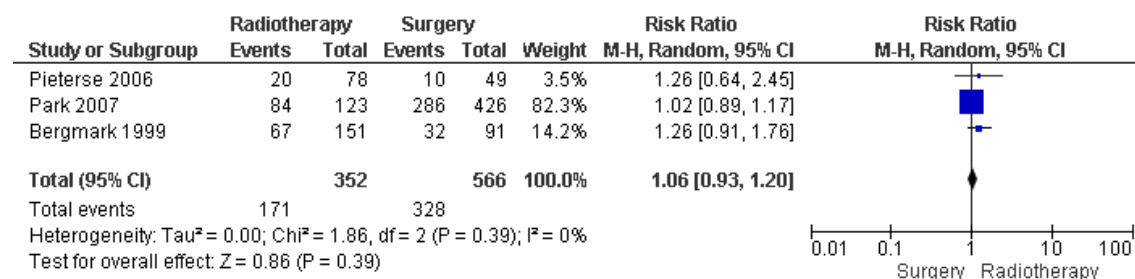 Radiotherapy Surgery Risk Ratio Risk Ratio
Study or Subgroup Events Total Events Total Weight M-H, Random, 95% CI M-H, Random, 95% CI
Pieterse 2006 20 78 10 49 3.5% 1.26 [0.64, 2.45]
Park 2007 84 123 286 426 82.3% 1.02 [0.89, 1.17]
Bergmark 1999 67 151 32 91 14.2% 1.26 [0.91, 1.76]
Total (95% CI) 352 566 100.0% 1.06 [0.93, 1.20]
Total events 171 328
Heterogeneity: Tau² = 0.00; Chi² = 1.86, df = 2 (P = 0.39); I² = 0%
Test for overall effect: Z = 0.86 (P = 0.39)
0.01 0.1 1 10 100
Surgery Radiotherapy